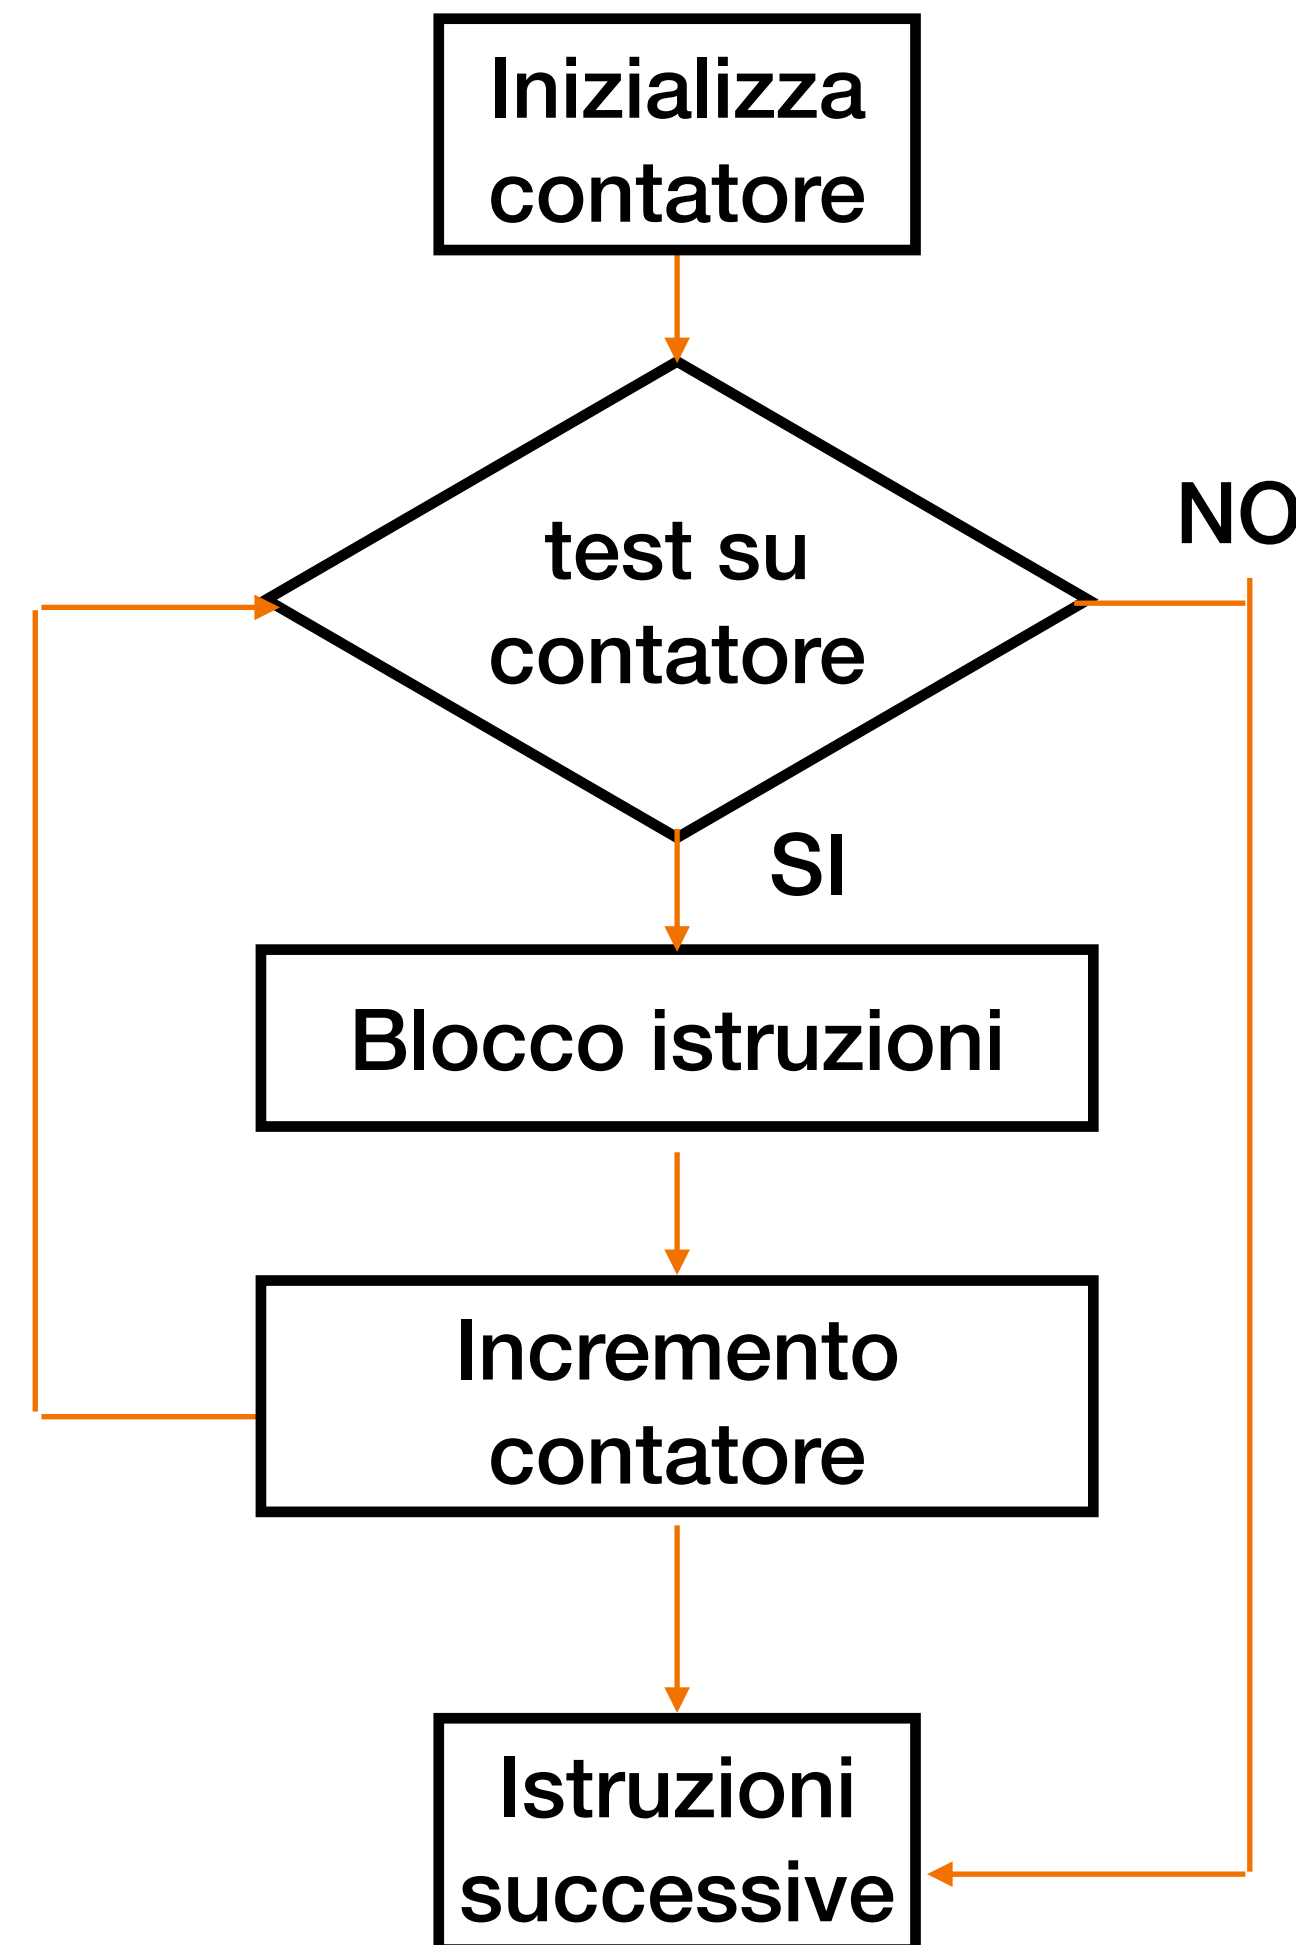 Inizializza
contatore
test su
contatore
NO
SI
Blocco istruzioni
Incremento
contatore
Istruzioni
successive